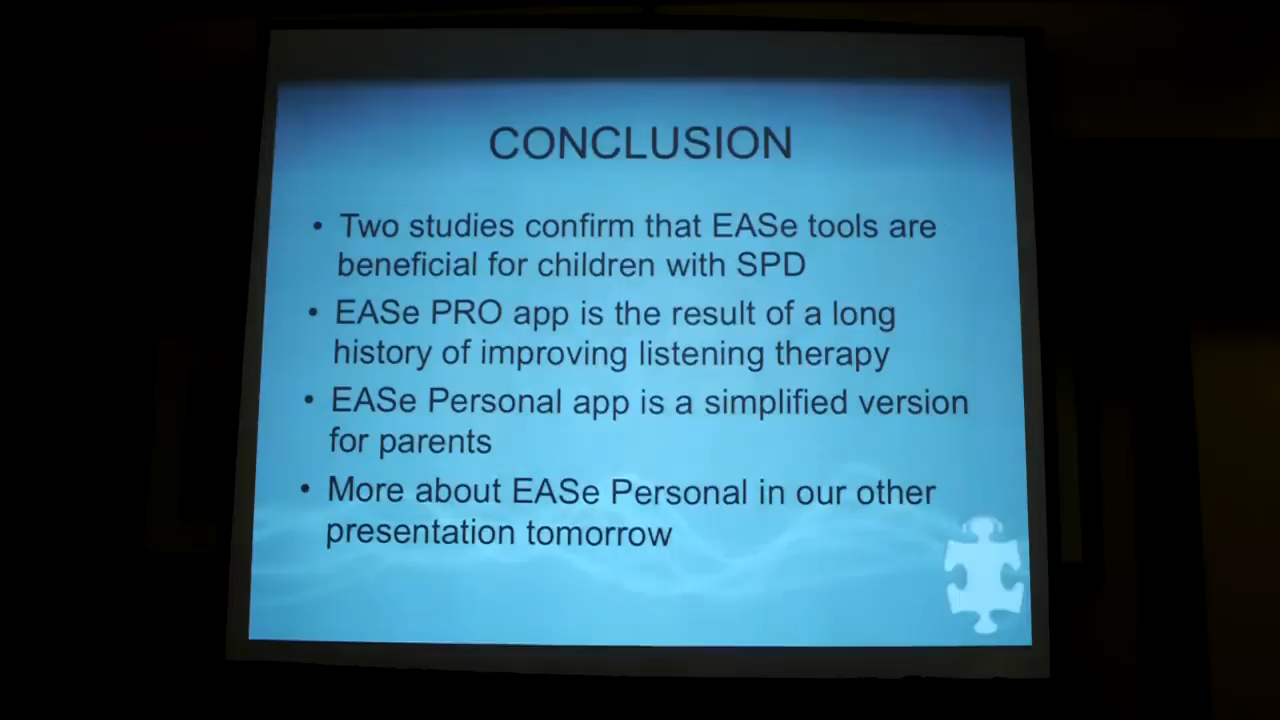 CONCLUSION
• Two studies confirm that EASe tools are
beneficial for children with SPD
• EASe PRO app is the result of a long
history of improving listening therapy
• EASe Personal app is a simplified version
for parents
• More about EASe Personal in our other
presentation tomorrow